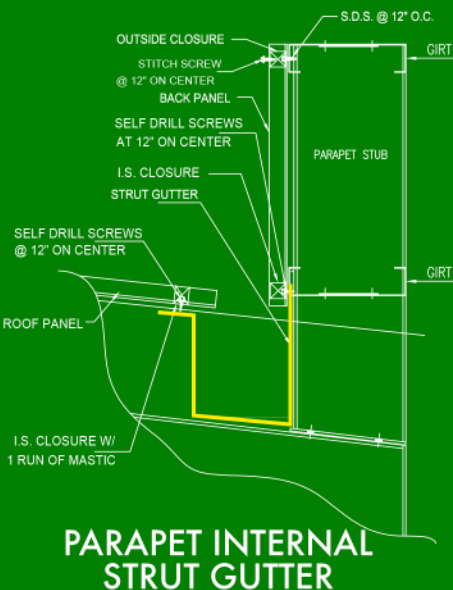 S.D.S. @ 12" O.C.
OUTSIDE CLOSURE
GIRT
STITCH SCREW
@ 12" ON CENTER
BACK PANEL
SELF DRILL SCREWS
AT 12" ON CENTER
PARAPET STUB
I.S. CLOSURE
STRUT GUTTER
SELF DRILL SCREWS
@ 12" ON CENTER
GIRT
ROOF PANEL
I.S. CLOSURE W/
1 RUN OF MASTIC
PARAPET INTERNAL
STRUT GUTTER